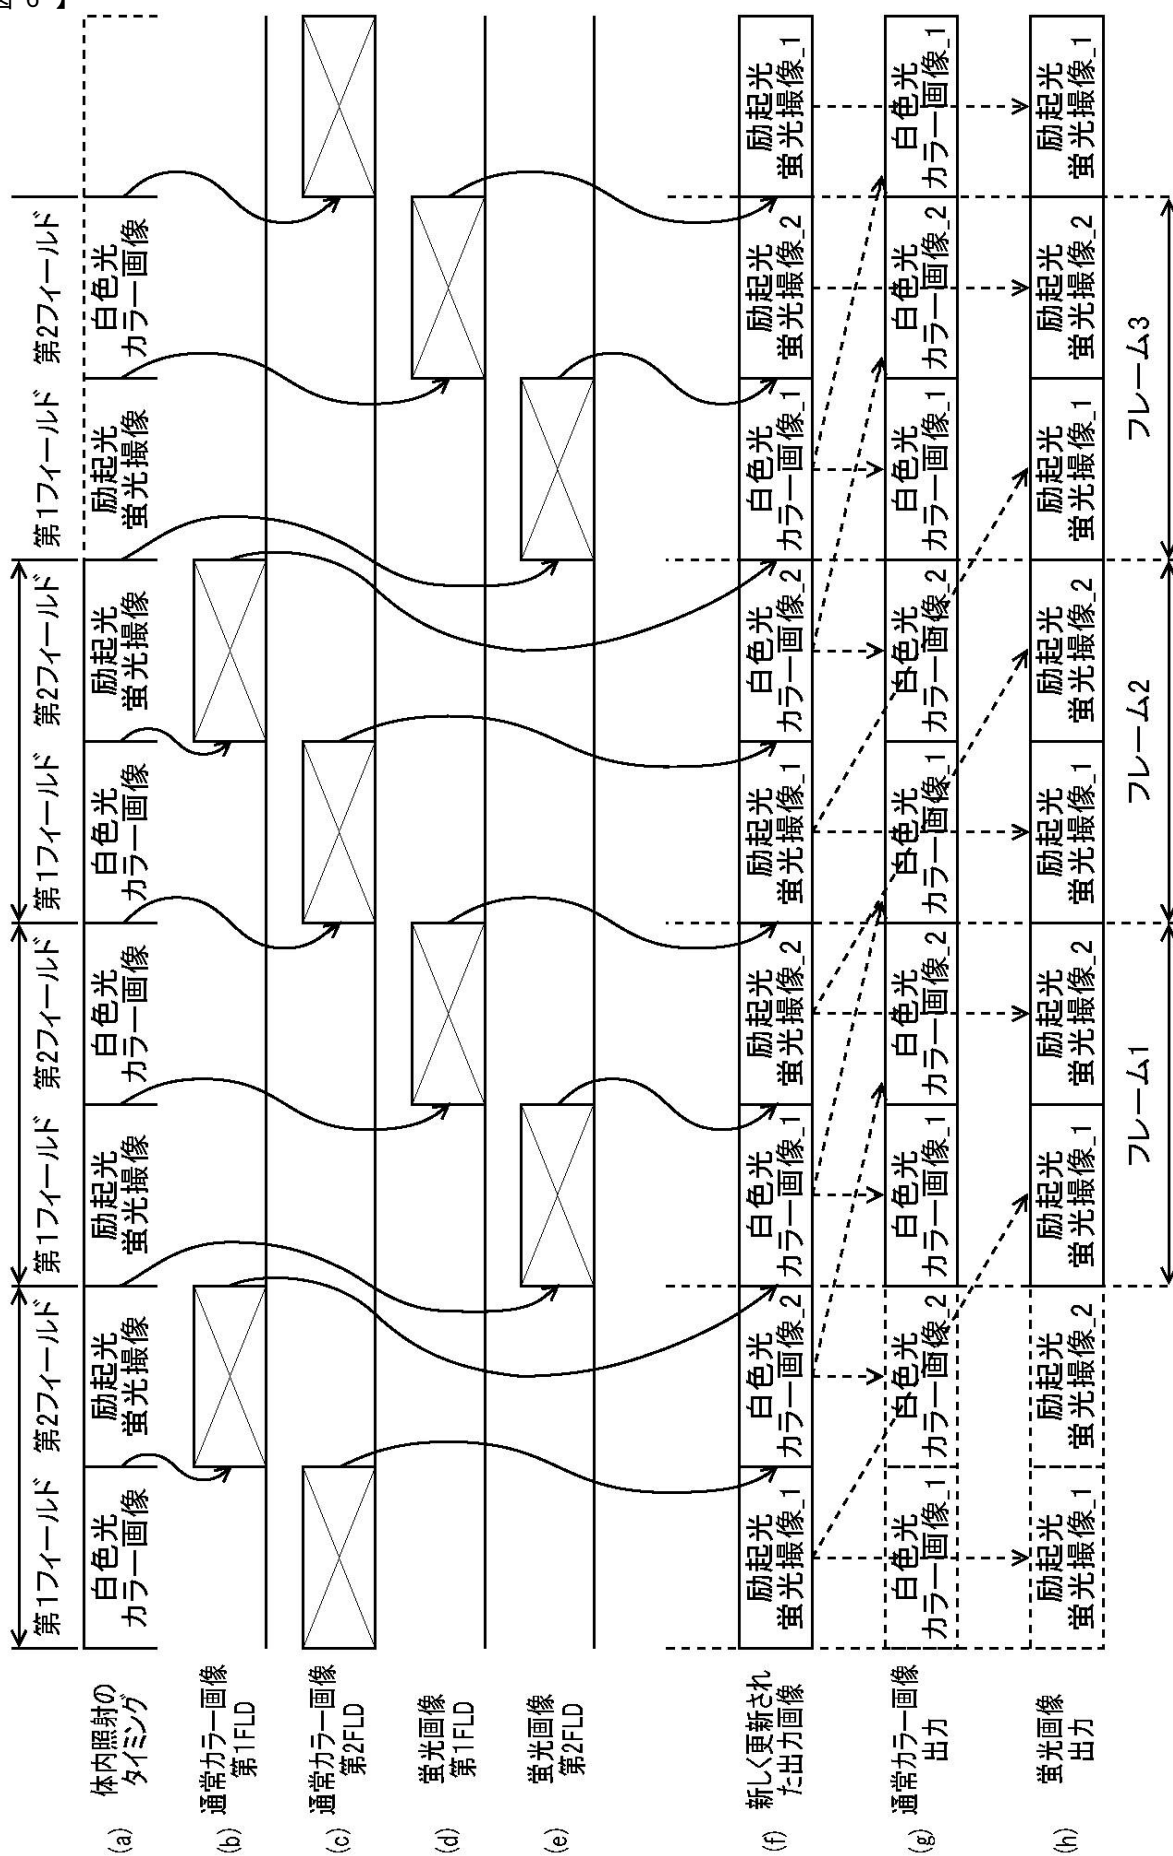 第1フィールド 第2フィールド 第1フィールド 第2フィールド 第1フィールド 第2フィールド 第1フィールド 第2フィールド
(a) 体内照射の
タイミング
白色光
カラー画像
励起光
蛍光撮像
励起光
蛍光撮像
白色光
カラー画像
白色光
カラー画像
励起光
蛍光撮像
励起光
蛍光撮像
白色光
カラー画像
(b) 通常カラー画像
第1FLD
(c) 通常カラー画像
第2FLD
(d) 蛍光画像
第1FLD
(e) 蛍光画像
第2FLD
(f) 新しく更新され
た出力画像
励起光
蛍光撮像_1
白色光
カラー画像_2
白色光
カラー画像_1
励起光
蛍光撮像_2
励起光
蛍光撮像_1
白色光
カラー画像_2
白色光
カラー画像_1
励起光
蛍光撮像_2
励起光
蛍光撮像_1
(g) 通常カラー画像
出力
白色光
カラー画像_1
白色光
カラー画像_2
白色光
カラー画像_1
白色光
カラー画像_2
白色光
カラー画像_1
白色光
カラー画像_2
白色光
カラー画像_1
白色光
カラー画像_2
白色光
カラー画像_1
(h) 蛍光画像
出力
励起光
蛍光撮像_1
励起光
蛍光撮像_2
励起光
蛍光撮像_1
励起光
蛍光撮像_2
励起光
蛍光撮像_1
励起光
蛍光撮像_2
励起光
蛍光撮像_1
励起光
蛍光撮像_2
励起光
蛍光撮像_1
フレーム1 フレーム2 フレーム3